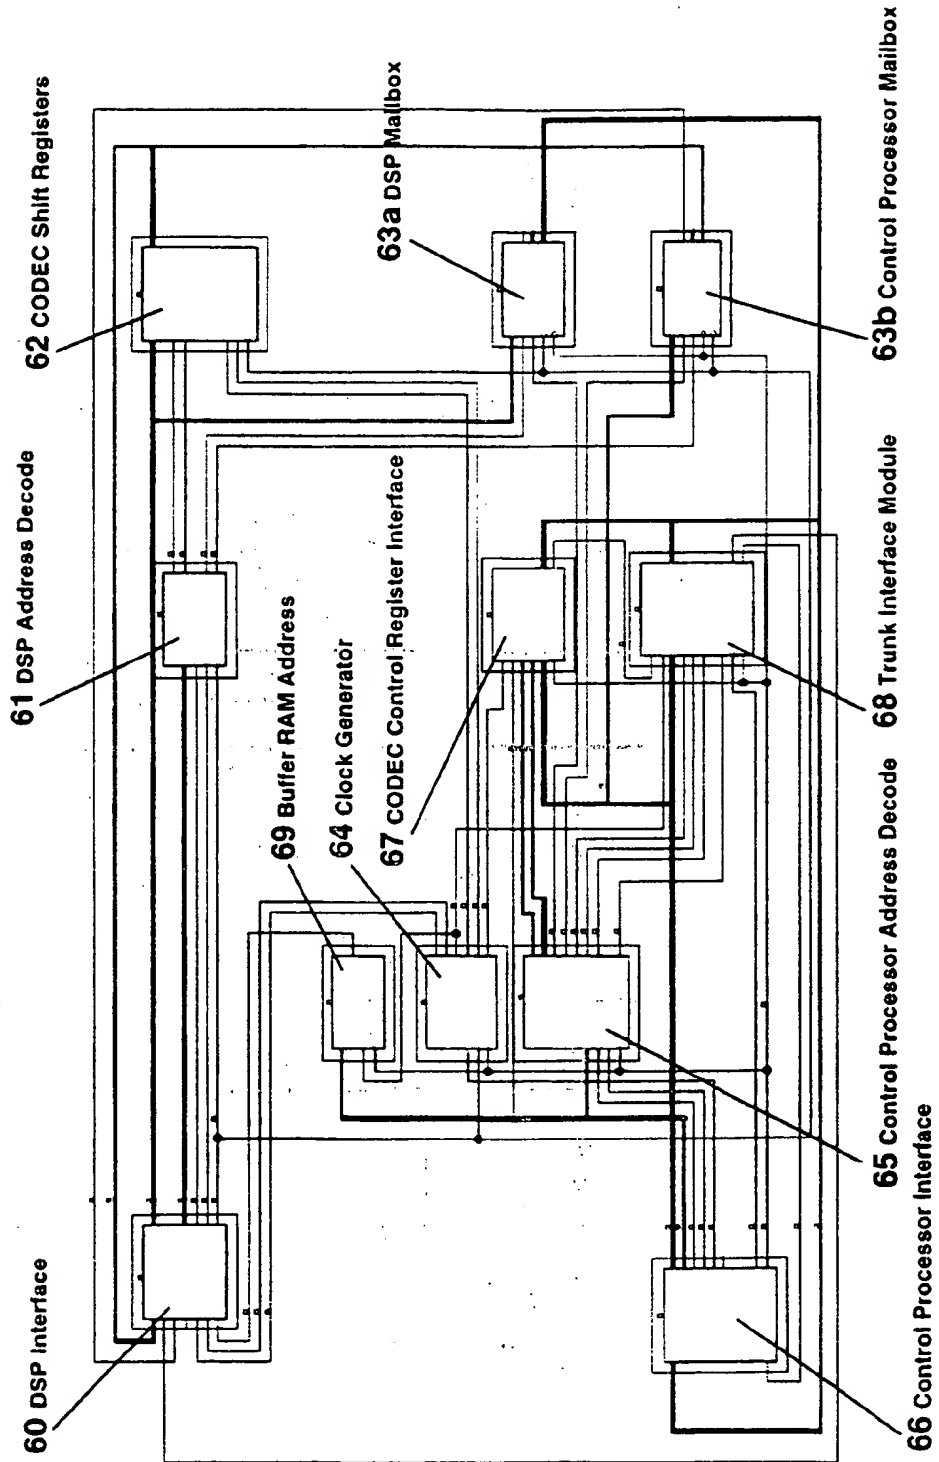 60 DSP Interface
61 DSP Address Decode
62 CODEC Shift Registers
69 Buffer RAM Address
64 Clock Generator
67 CODEC Control Register Interface
63a DSP Mailbox
66 Control Processor Interface
65 Control Processor Address Decode
68 Trunk Interface Module
63b Control Processor Mailbox